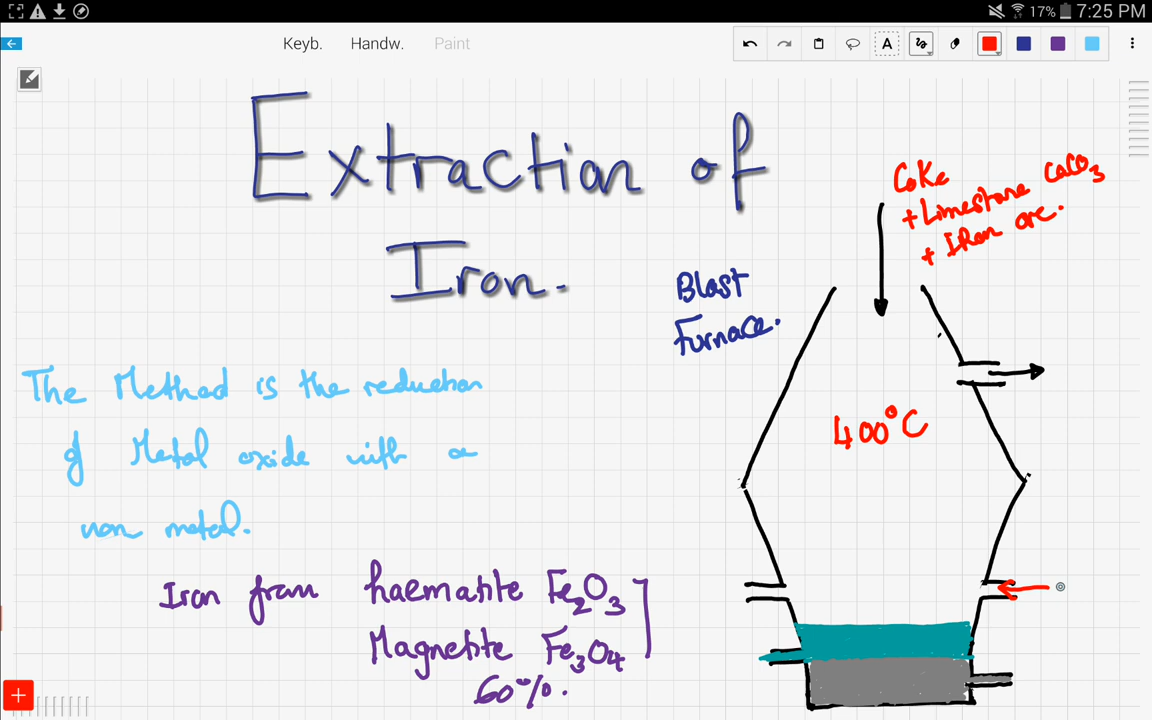 17% 7:25 PM
Keyb. Handw. Paint
A
Extraction of
Iron.
Coke
+ Limestone CaCO3
+ IRon ore.
Blast
Furnace.
The Method is the reduction
of Metal oxide with a
non metal.
400°C
Iron from haematite Fe2O3
Magnetite Fe3O4
60%.